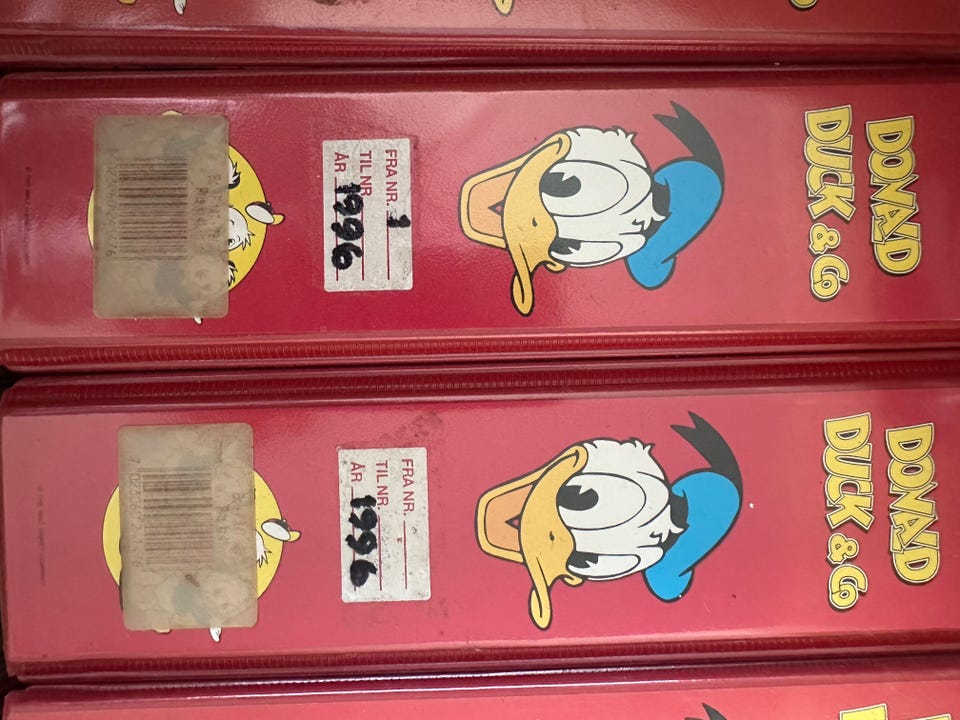 DONALD
DUCK & Co
FRA NR. 1
TIL NR.
ÅR 1996
DONALD
DUCK & Co
FRA NR.
TIL NR.
ÅR 1996